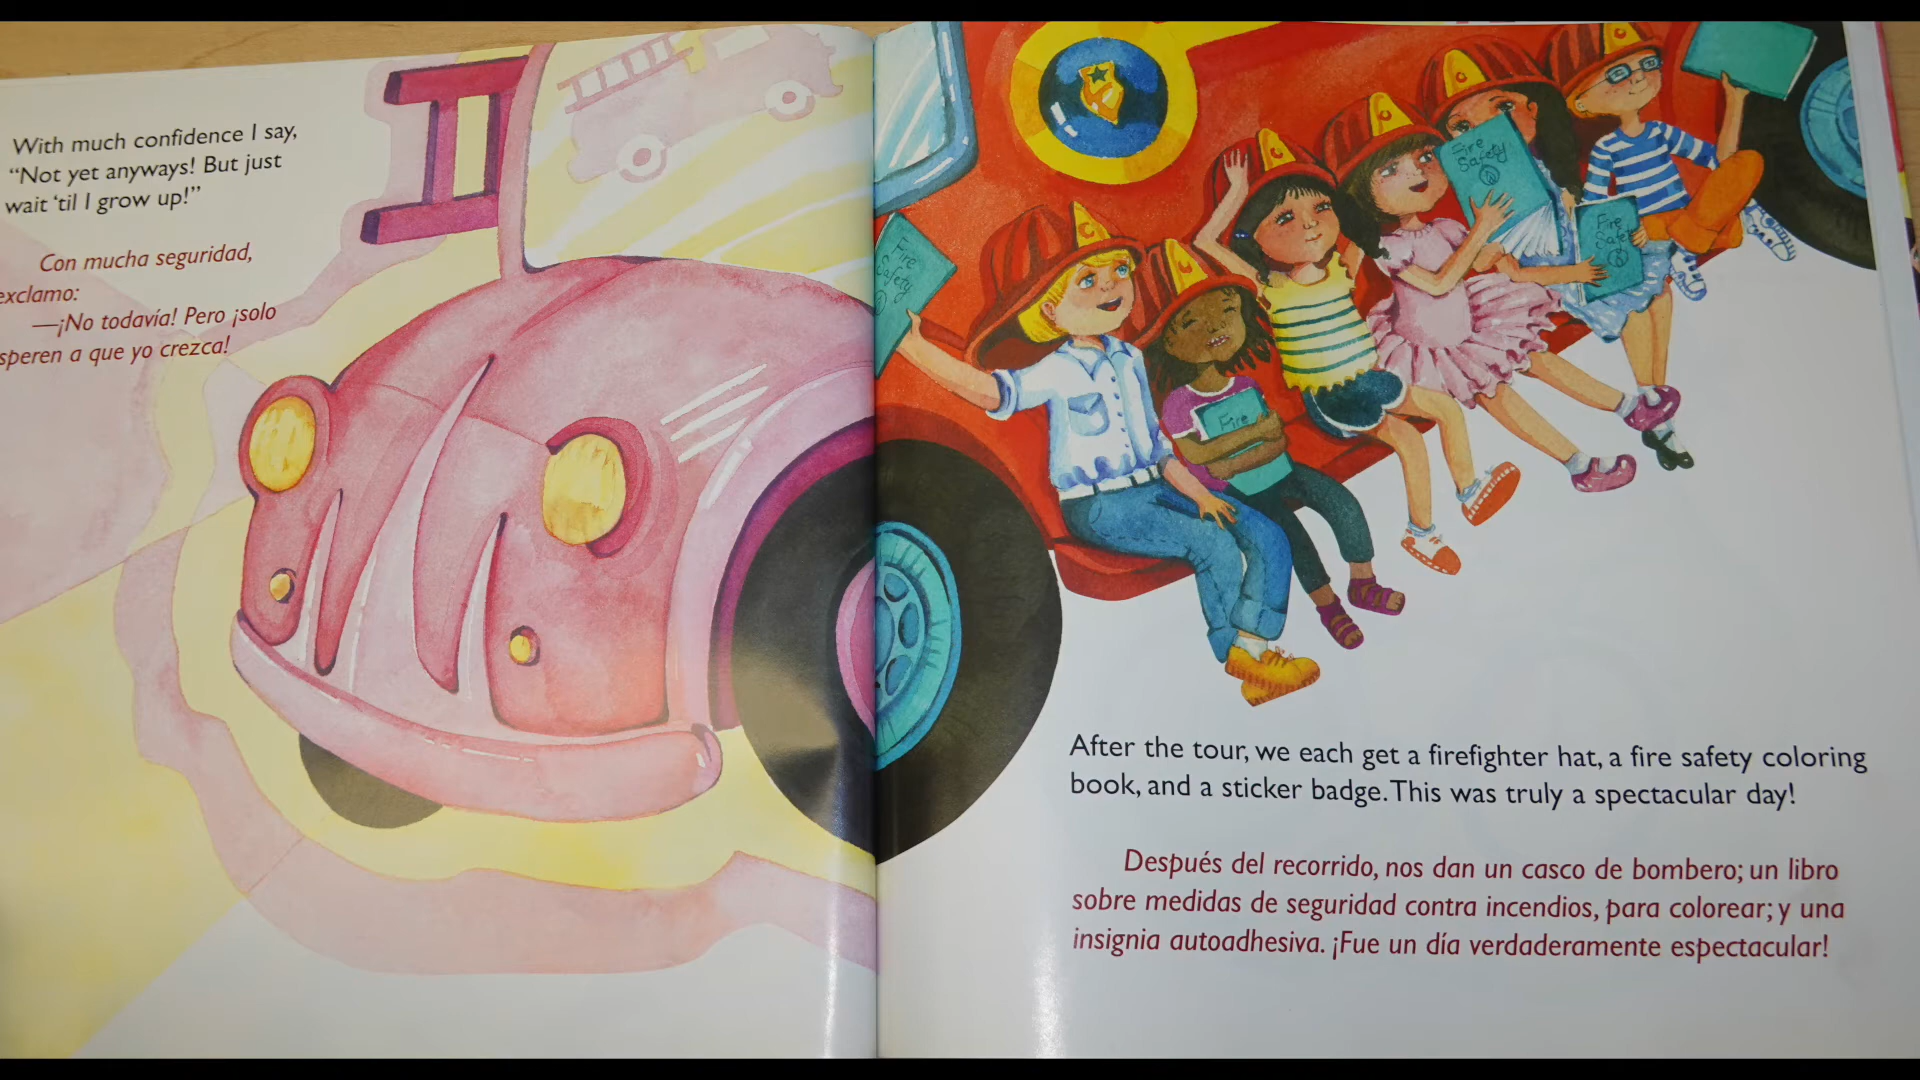 With much confidence I say,
“Not yet anyways! But just
wait ‘til I grow up!”
Con mucha seguridad,
exclamo:
—¡No todavía! Pero ¡solo
speren a que yo crezca!
Fire
Safety
Fire
Fire
Safety
Fire
Safety
After the tour, we each get a firefighter hat, a fire safety coloring
book, and a sticker badge. This was truly a spectacular day!
Después del recorrido, nos dan un casco de bombero; un libro
sobre medidas de seguridad contra incendios, para colorear; y una
insignia autoadhesiva. ¡Fue un día verdaderamente espectacular!